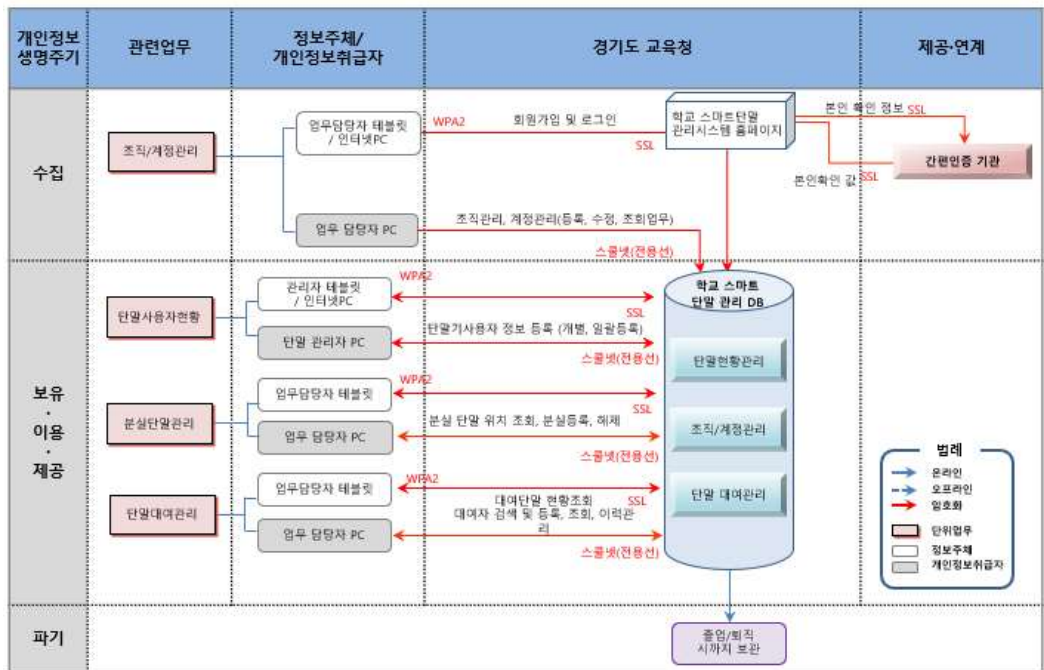 개인정보
생명주기
관련업무
정보주체/
개인정보취급자
경기도 교육청
제공·연계
수집
조직/계정관리
업무담당자 테블릿
/ 인터넷PC
WPA2
회원가입 및 로그인
SSL
학교 스마트단말
관리시스템 홈페이지
본인 확인 정보
SSL
간편인증 기관
본인확인 값
SSL
업무 담당자 PC
조직관리, 계정관리(등록, 수정, 조회업무)
스쿨넷(전용선)
보유
·
이용
·
제공
단말사용자현황
관리자 테블릿
/ 인터넷PC
WPA2
SSL
단말 관리자 PC
단말기사용자 정보 등록 (개별, 일괄등록)
스쿨넷(전용선)
학교 스마트
단말 관리 DB
단말현황관리
분실단말관리
업무담당자 테블릿
WPA2
SSL
업무 담당자 PC
분실 단말 위치 조회, 분실등록, 해제
스쿨넷(전용선)
조직/계정관리
단말대여관리
업무담당자 테블릿
WPA2
SSL
대여단말 현황조회
업무 담당자 PC
대여자 검색 및 등록, 조회, 이력관
리
스쿨넷(전용선)
단말 대여관리
범례
온라인
오프라인
암호화
단위업무
정보주체
개인정보취급자
파기
졸업/퇴직
시까지 보관